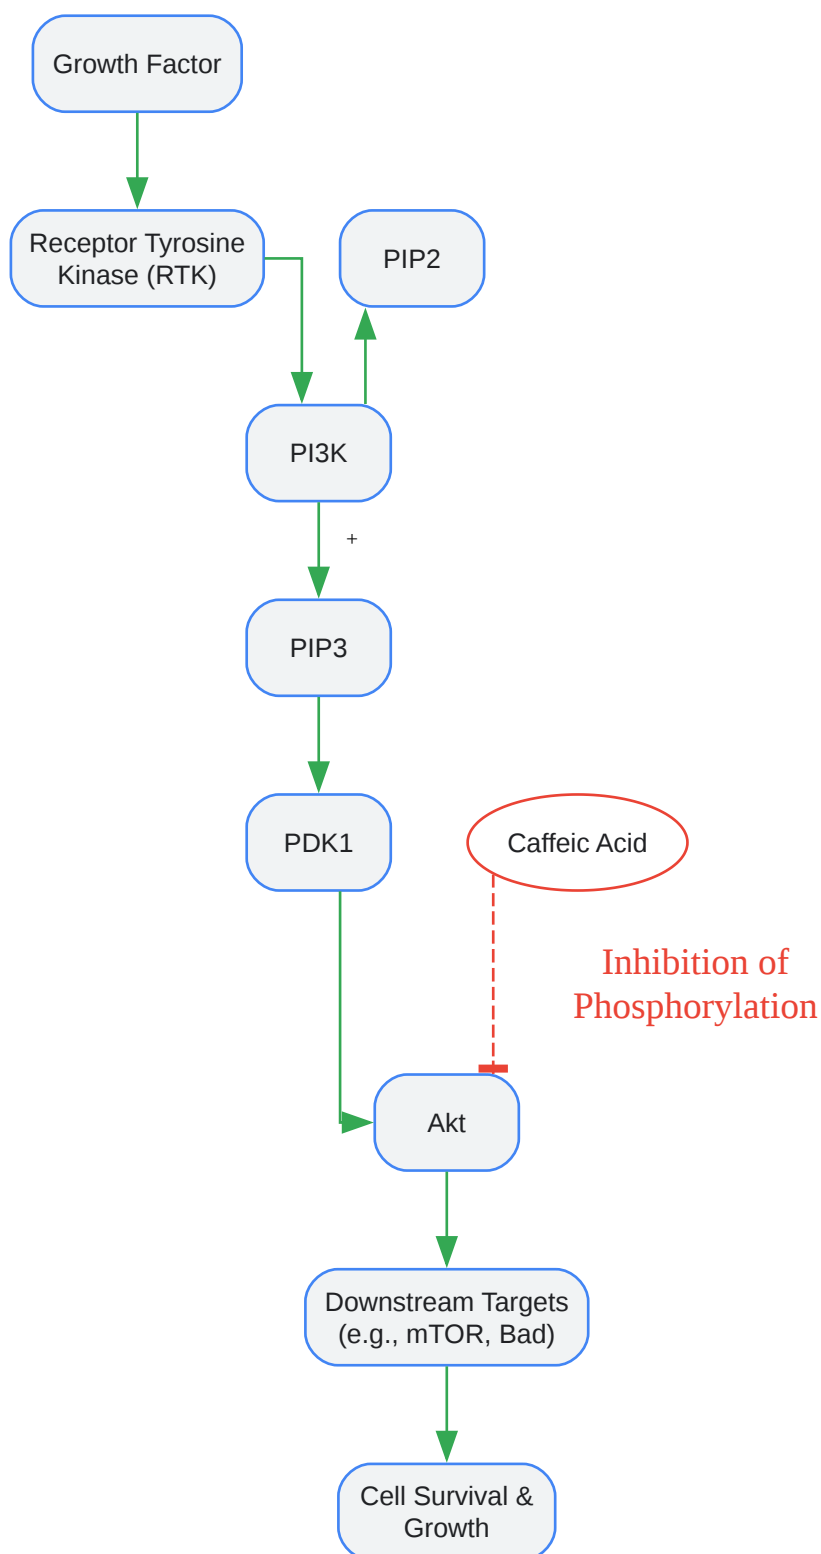 Growth Factor
Receptor Tyrosine
Kinase (RTK)
PIP2
PI3K
+
PIP3
PDK1
Caffeic Acid
Inhibition of
Phosphorylation
Akt
Downstream Targets
(e.g., mTOR, Bad)
Cell Survival &
Growth